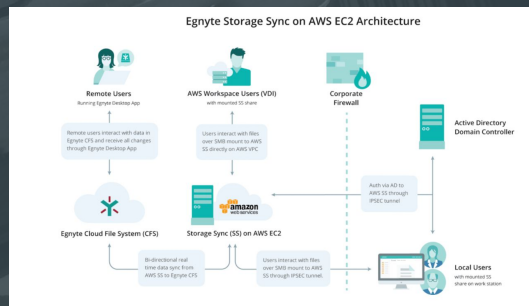 Egnyte Storage Sync on AWS EC2 Architecture
Remote Users
Running Egnyte Desktop App
AWS Workspace Users (VDI)
with mounted SS share
Corporate
Firewall
Remote users interact with data in
Egnyte CFS and receive all changes
through Egnyte Desktop App
Users interact with files
over SMB mount to AWS
SS directly on AWS VPC
Active Directory
Domain Controller
amazon
web services
Auth via AD to
AWS SS through
IPSEC tunnel
Egnyte Cloud File System (CFS)
Storage Sync (SS) on AWS EC2
Bi-directional real
time data sync from
AWS SS to Egnyte CFS
Users interact with files
over SMB mount to AWS
SS through IPSEC tunnel.
Local Users
with mounted SS
share on work station